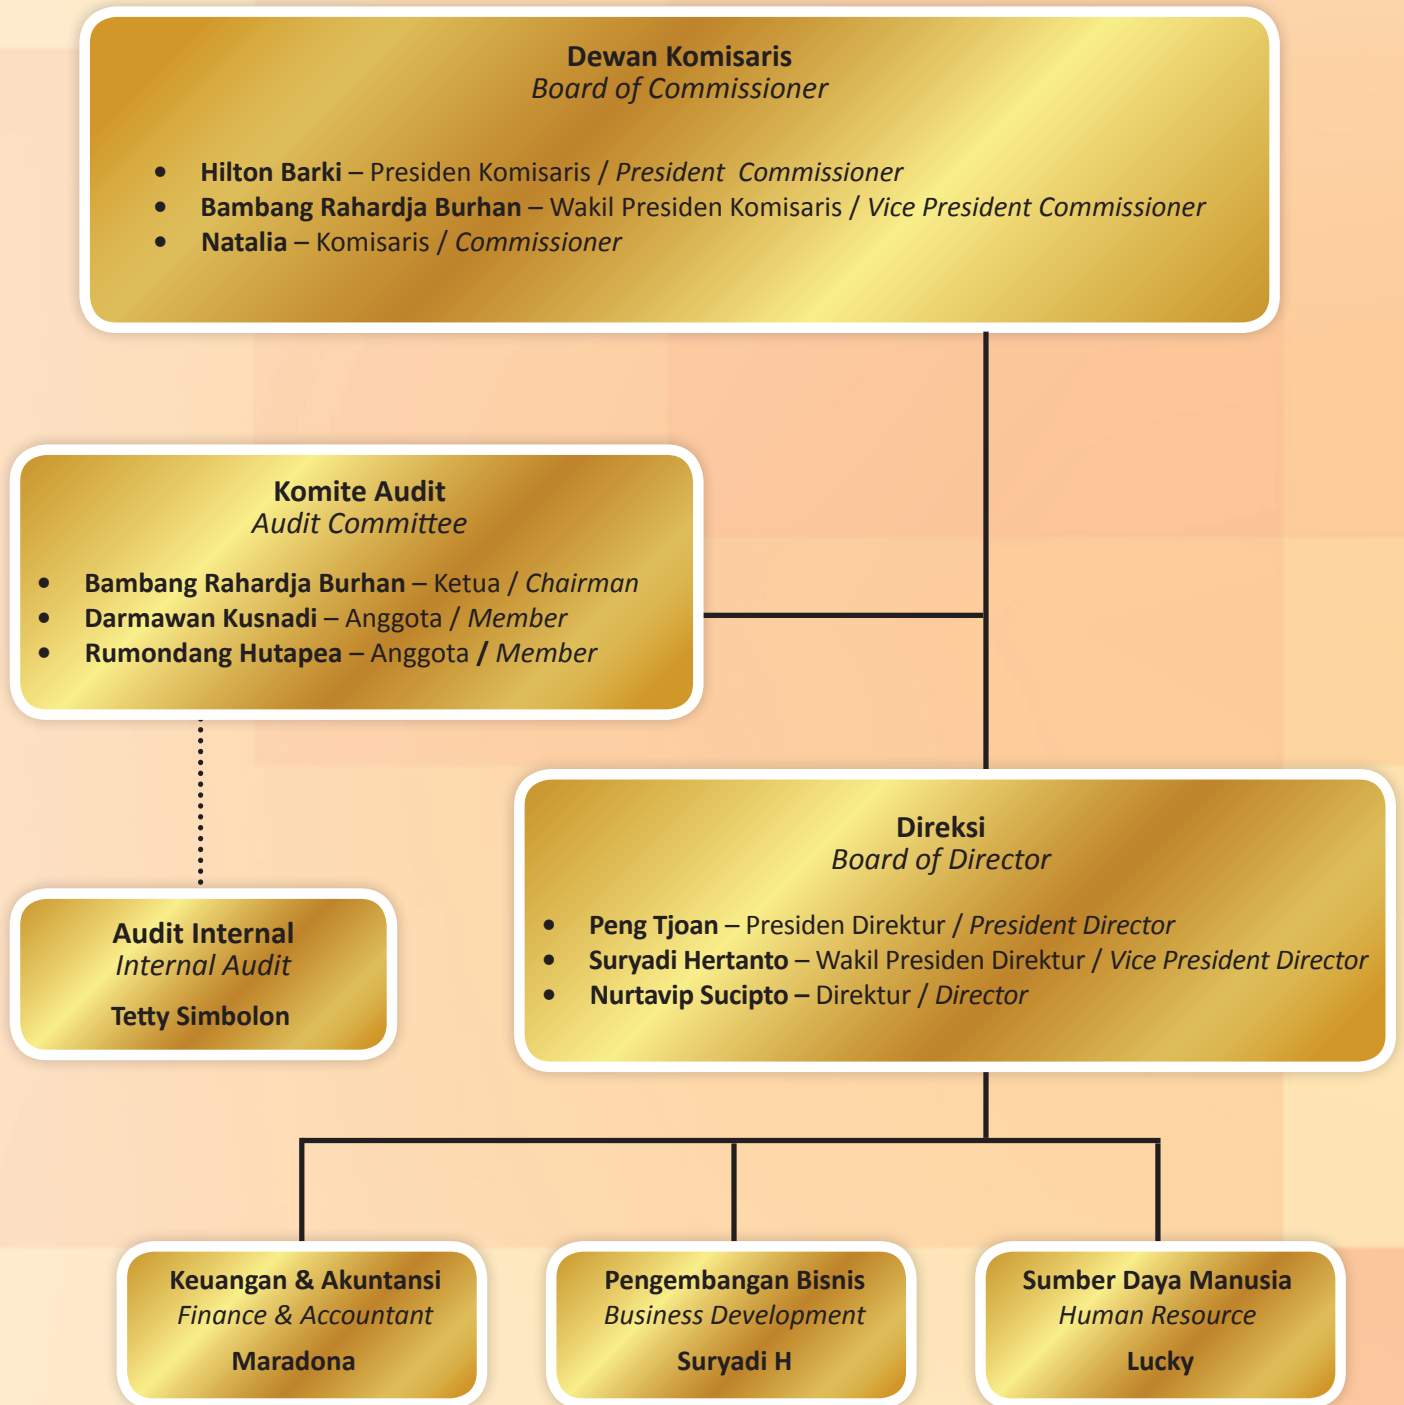 Dewan Komisaris
Board of Commissioner
• Hilton Barki – Presiden Komisaris / President Commissioner
• Bambang Rahardja Burhan – Wakil Presiden Komisaris / Vice President Commissioner
• Natalia – Komisaris / Commissioner
Komite Audit
Audit Committee
• Bambang Rahardja Burhan – Ketua / Chairman
• Darmawan Kusnadi – Anggota / Member
• Rumondang Hutapea – Anggota / Member
Direksi
Board of Director
• Peng Tjoan – Presiden Direktur / President Director
• Suryadi Hertanto – Wakil Presiden Direktur / Vice President Director
• Nurtavip Sucipto – Direktur / Director
Audit Internal
Internal Audit
Tetty Simbolon
Keuangan & Akuntansi
Finance & Accountant
Maradona
Pengembangan Bisnis
Business Development
Suryadi H
Sumber Daya Manusia
Human Resource
Lucky